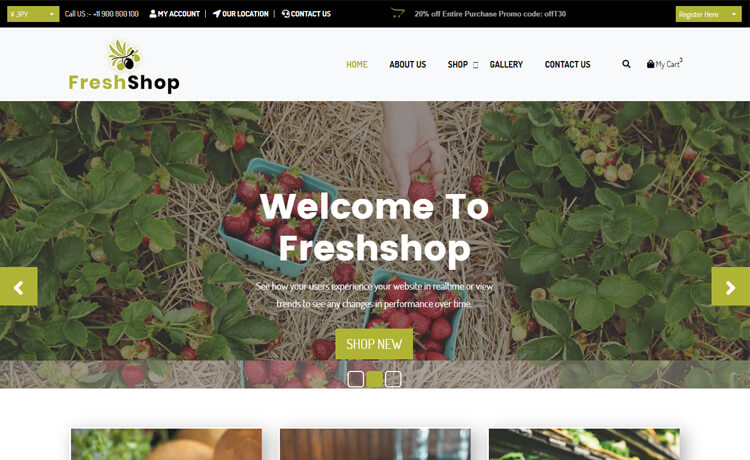 ¥ JPY
Call US :- +11 900 800 100
MY ACCOUNT
OUR LOCATION
CONTACT US
20% off Entire Purchase Promo code: offT30
Register Here
FreshShop
HOME
ABOUT US
SHOP
GALLERY
CONTACT US
My Cart 3
Welcome To
Freshshop
See how your users experience your website in realtime or view
trends to see any changes in performance over time.
SHOP NEW